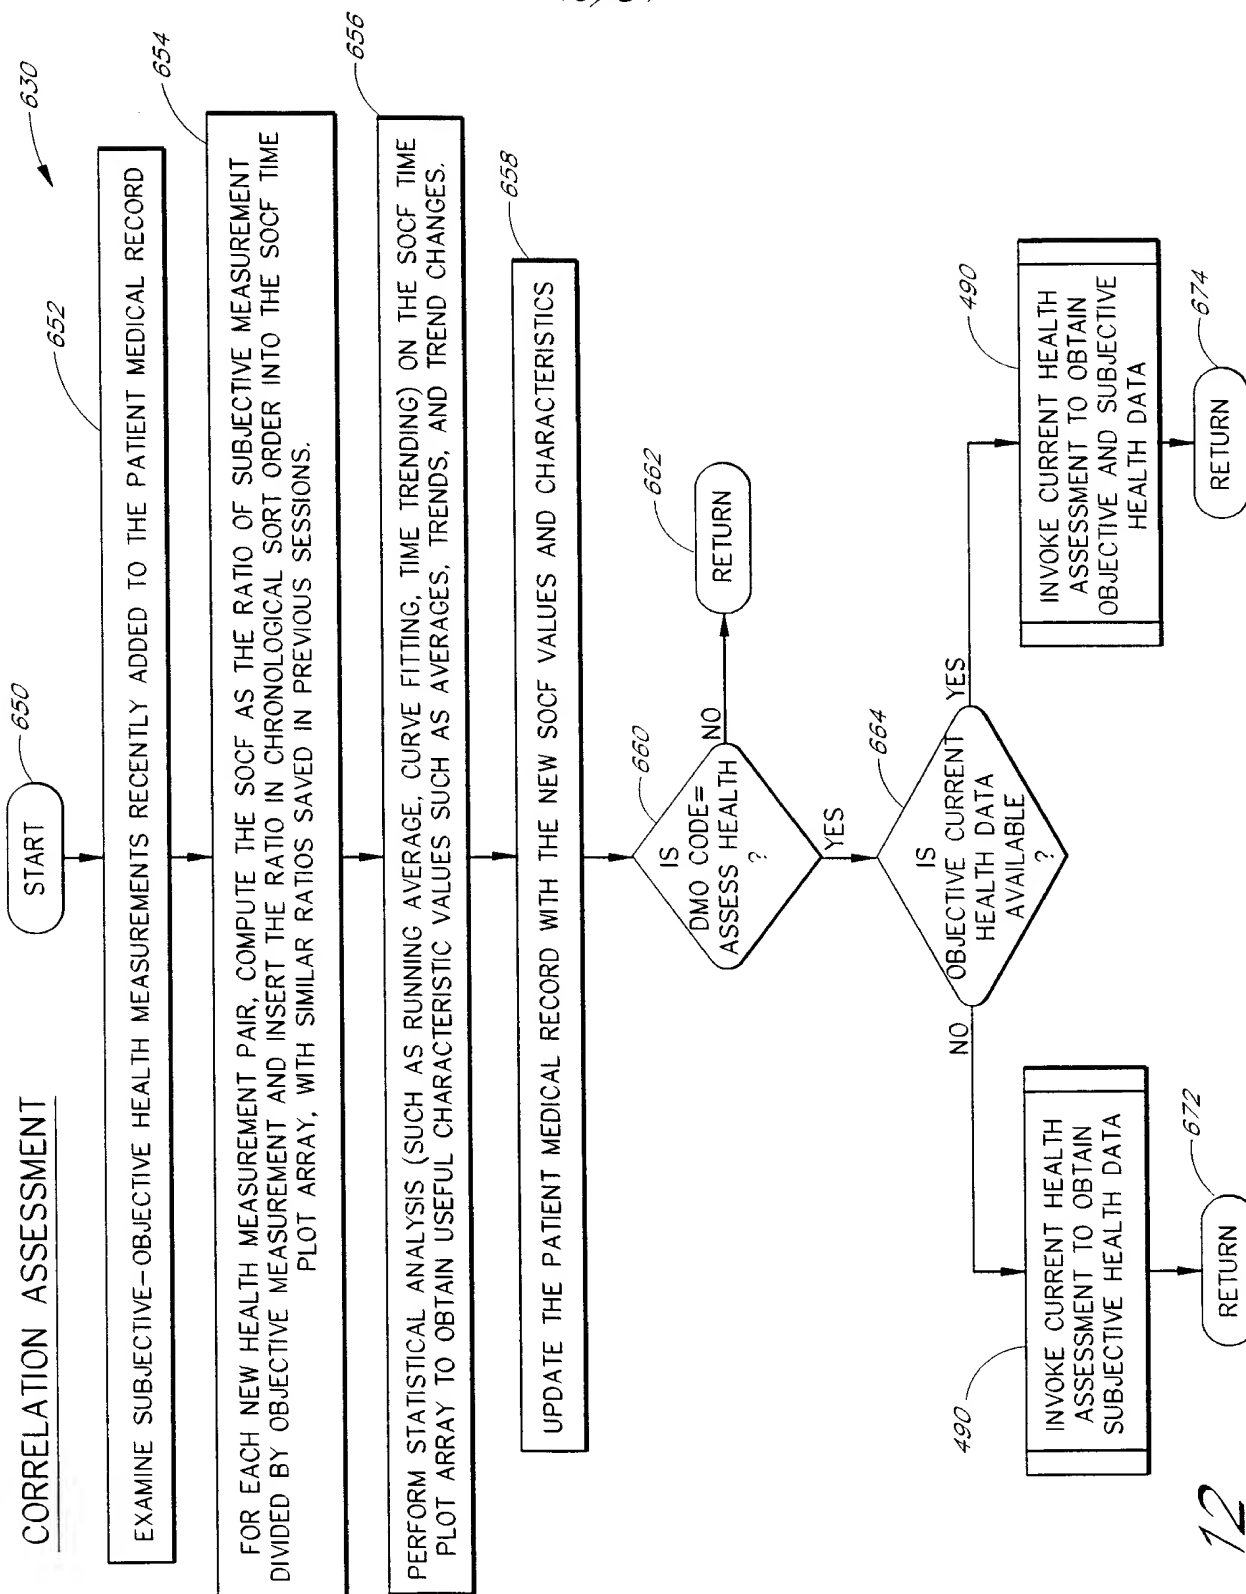 CORRELATION ASSESSMENT
630
START
650
EXAMINE SUBJECTIVE-OBJECTIVE HEALTH MEASUREMENTS RECENTLY ADDED TO THE PATIENT MEDICAL RECORD
652
FOR EACH NEW HEALTH MEASUREMENT PAIR, COMPUTE THE SOCF AS THE RATIO OF SUBJECTIVE MEASUREMENT
DIVIDED BY OBJECTIVE MEASUREMENT AND INSERT THE RATIO IN CHRONOLOGICAL SORT ORDER INTO THE SOCF TIME
PLOT ARRAY, WITH SIMILAR RATIOS SAVED IN PREVIOUS SESSIONS.
654
PERFORM STATISTICAL ANALYSIS (SUCH AS RUNNING AVERAGE, CURVE FITTING, TIME TRENDING) ON THE SOCF TIME
PLOT ARRAY TO OBTAIN USEFUL CHARACTERISTIC VALUES SUCH AS AVERAGES, TRENDS, AND TREND CHANGES.
656
UPDATE THE PATIENT MEDICAL RECORD WITH THE NEW SOCF VALUES AND CHARACTERISTICS
658
IS
DMO CODE=
ASSESS HEALTH
?
660
NO
RETURN
662
YES
IS
OBJECTIVE CURRENT
HEALTH DATA
AVAILABLE
?
664
NO
YES
INVOKE CURRENT HEALTH
ASSESSMENT TO OBTAIN
SUBJECTIVE HEALTH DATA
490
RETURN
672
INVOKE CURRENT HEALTH
ASSESSMENT TO OBTAIN
OBJECTIVE AND SUBJECTIVE
HEALTH DATA
490
RETURN
674
12